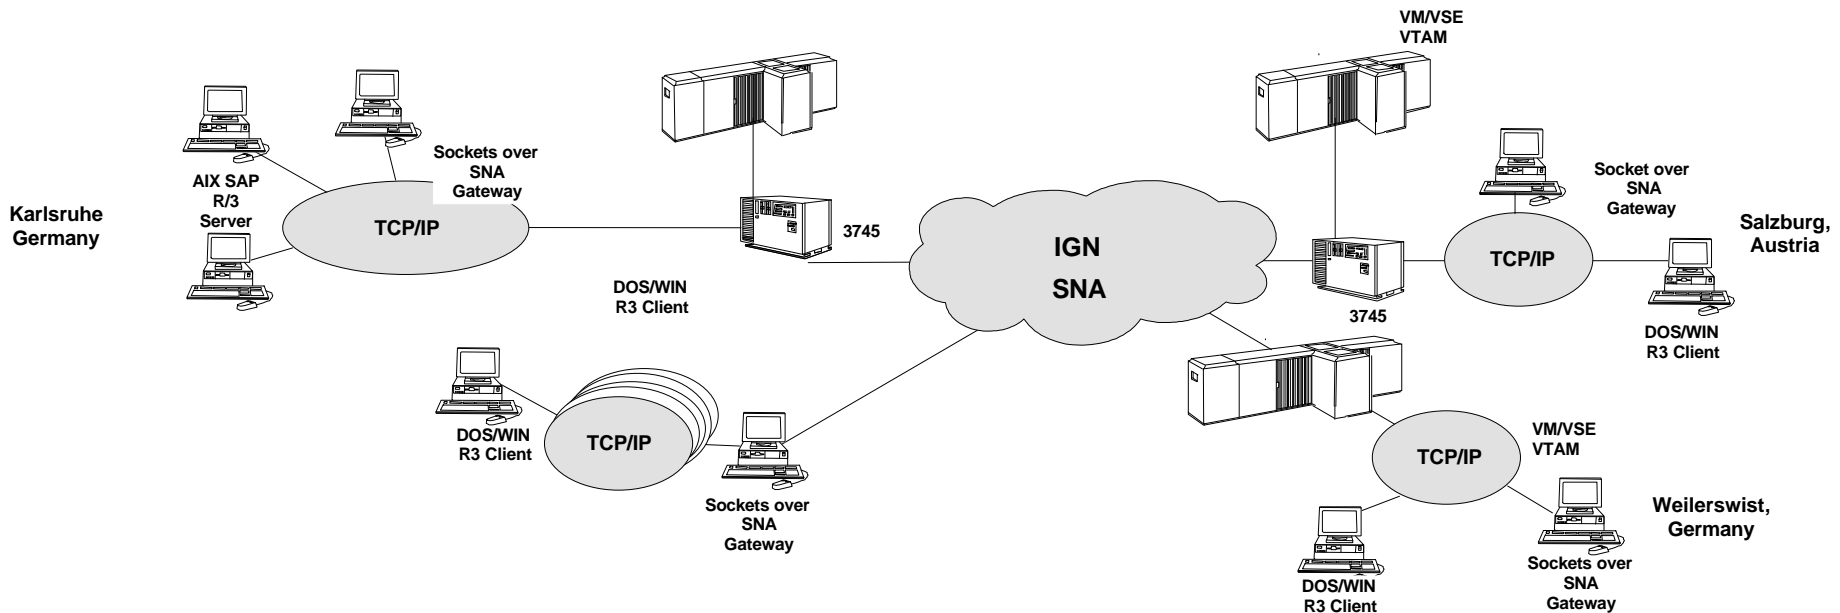 VM/VSE
VTAM
Sockets over
SNA
Gateway
AIX SAP
R/3
Server
Karlsruhe
Germany
TCP/IP
3745
DOS/WIN
R3 Client
IGN
SNA
Socket over
SNA
Gateway
Salzburg,
Austria
TCP/IP
3745
DOS/WIN
R3 Client
DOS/WIN
R3 Client
TCP/IP
Sockets over
SNA
Gateway
TCP/IP
VM/VSE
VTAM
Weilerswist,
Germany
DOS/WIN
R3 Client
Sockets over
SNA
Gateway